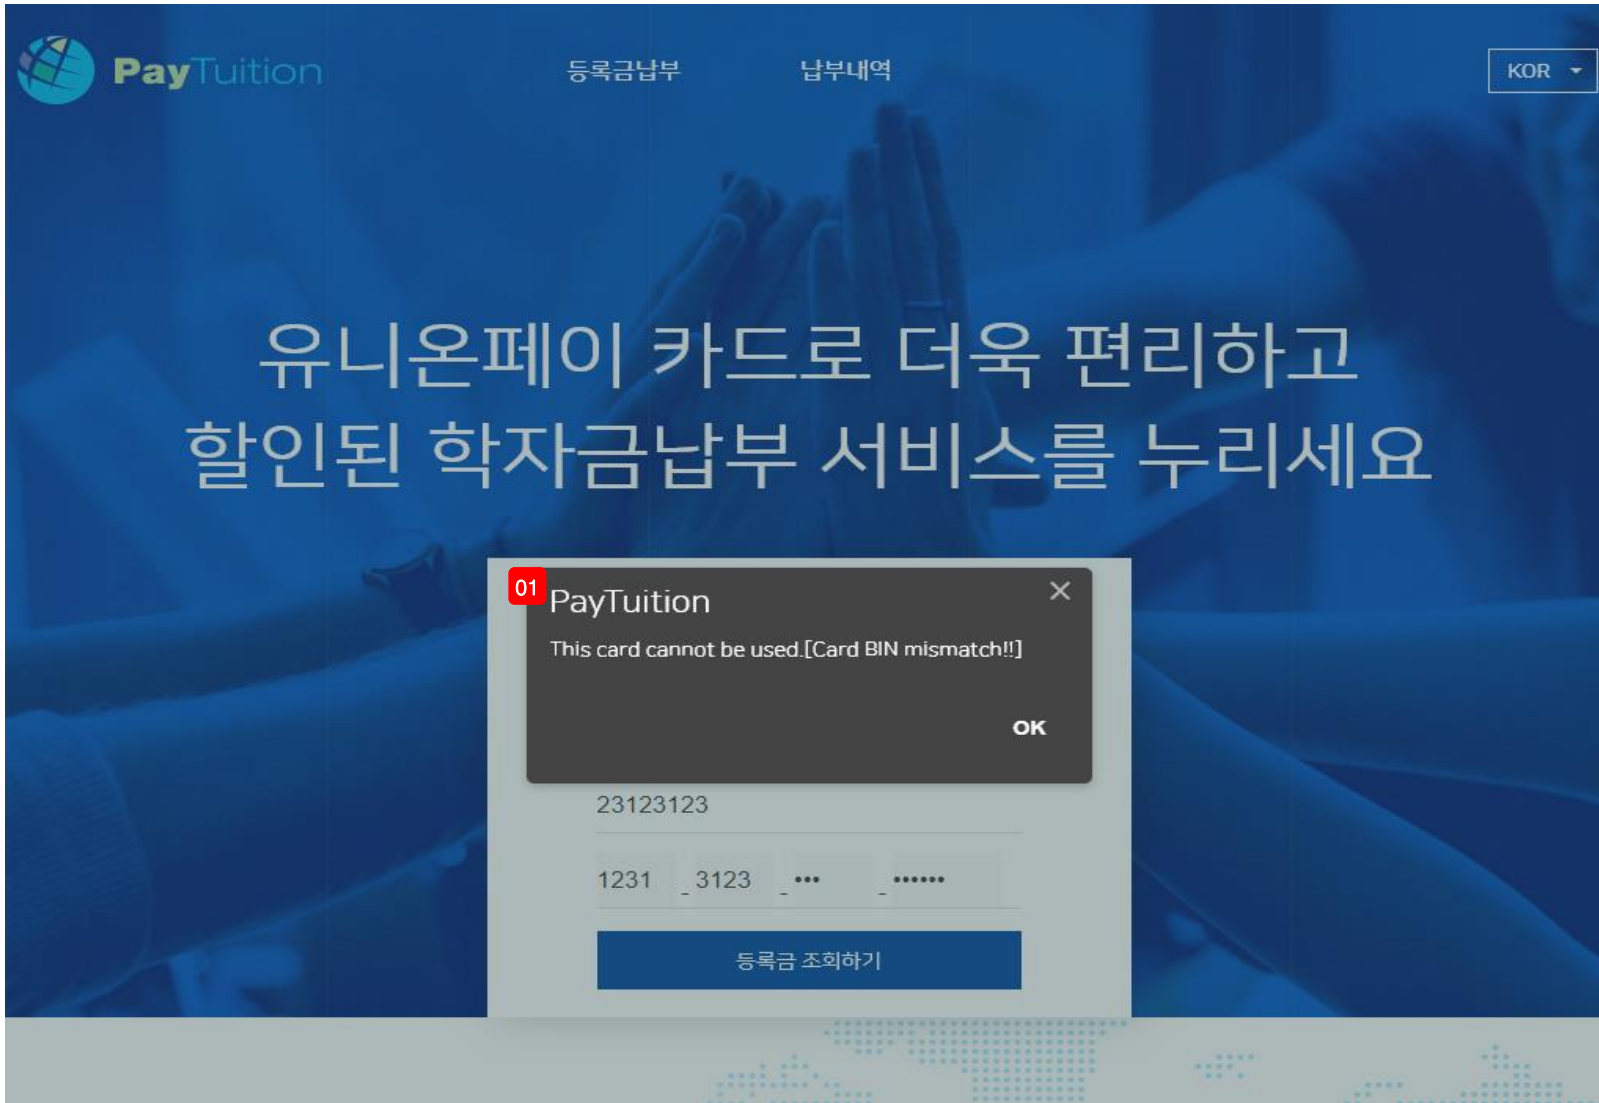 PayTuition
등록금납부
납부내역
KOR
유니온페이 카드로 더욱 편리하고
할인된 학자금납부 서비스를 누리세요
01
PayTuition
This card cannot be used.[Card BIN mismatch!!]
OK
23123123
1231 _ 3123 _ ••• _ ••••••
등록금 조회하기